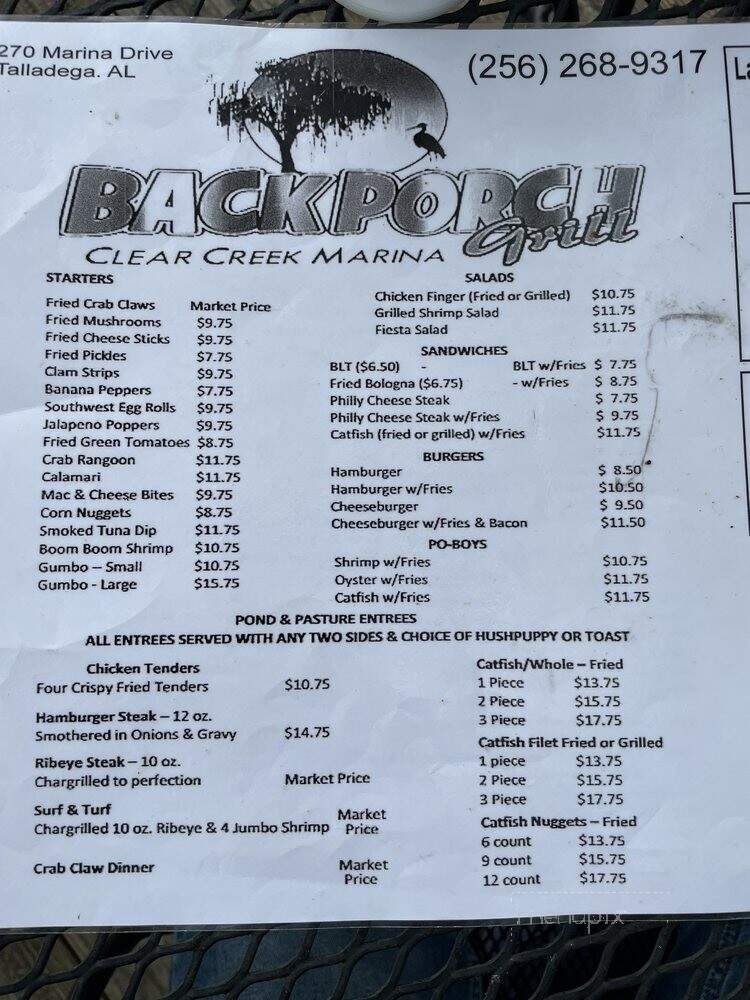 270 Marina Drive
Talladega. AL
(256) 268-9317
La
BACKPORCH
Grill
CLEAR CREEK MARINA
STARTERS
Fried Crab Claws Market Price
Fried Mushrooms $9.75
Fried Cheese Sticks $9.75
Fried Pickles $7.75
Clam Strips $9.75
Banana Peppers $7.75
Southwest Egg Rolls $9.75
Jalapeno Poppers $9.75
Fried Green Tomatoes $8.75
Crab Rangoon $11.75
Calamari $11.75
Mac & Cheese Bites $9.75
Corn Nuggets $8.75
Smoked Tuna Dip $11.75
Boom Boom Shrimp $10.75
Gumbo – Small $10.75
Gumbo - Large $15.75
SALADS
Chicken Finger (Fried or Grilled) $10.75
Grilled Shrimp Salad $11.75
Fiesta Salad $11.75
SANDWICHES
BLT ($6.50) - BLT w/Fries $ 7.75
Fried Bologna ($6.75) - w/Fries $ 8.75
Philly Cheese Steak $ 7.75
Philly Cheese Steak w/Fries $ 9.75
Catfish (fried or grilled) w/Fries $11.75
BURGERS
Hamburger $ 8.50
Hamburger w/Fries $10.50
Cheeseburger $ 9.50
Cheeseburger w/Fries & Bacon $11.50
PO-BOYS
Shrimp w/Fries $10.75
Oyster w/Fries $11.75
Catfish w/Fries $11.75
POND & PASTURE ENTREES
ALL ENTREES SERVED WITH ANY TWO SIDES & CHOICE OF HUSHPUPPY OR TOAST
Chicken Tenders
Four Crispy Fried Tenders $10.75
Hamburger Steak – 12 oz.
Smothered in Onions & Gravy $14.75
Ribeye Steak – 10 oz.
Chargrilled to perfection Market Price
Surf & Turf
Chargrilled 10 oz. Ribeye & 4 Jumbo Shrimp Market Price
Crab Claw Dinner Market Price
Catfish/Whole – Fried
1 Piece $13.75
2 Piece $15.75
3 Piece $17.75
Catfish Filet Fried or Grilled
1 piece $13.75
2 Piece $15.75
3 Piece $17.75
Catfish Nuggets – Fried
6 count $13.75
9 count $15.75
12 count $17.75
menupix